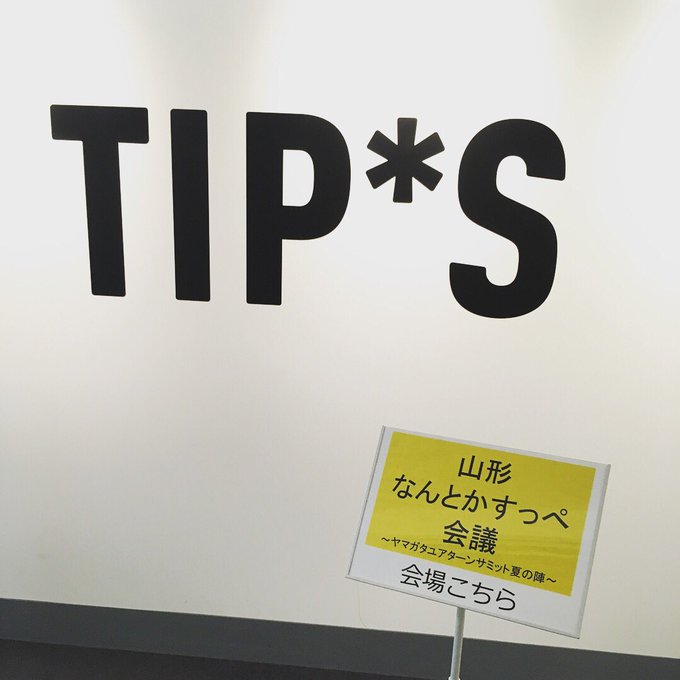 TIP*S
山形
なんとかすっぺ
会議
～ヤマガタユアターンサミット夏の陣～
会場こちら